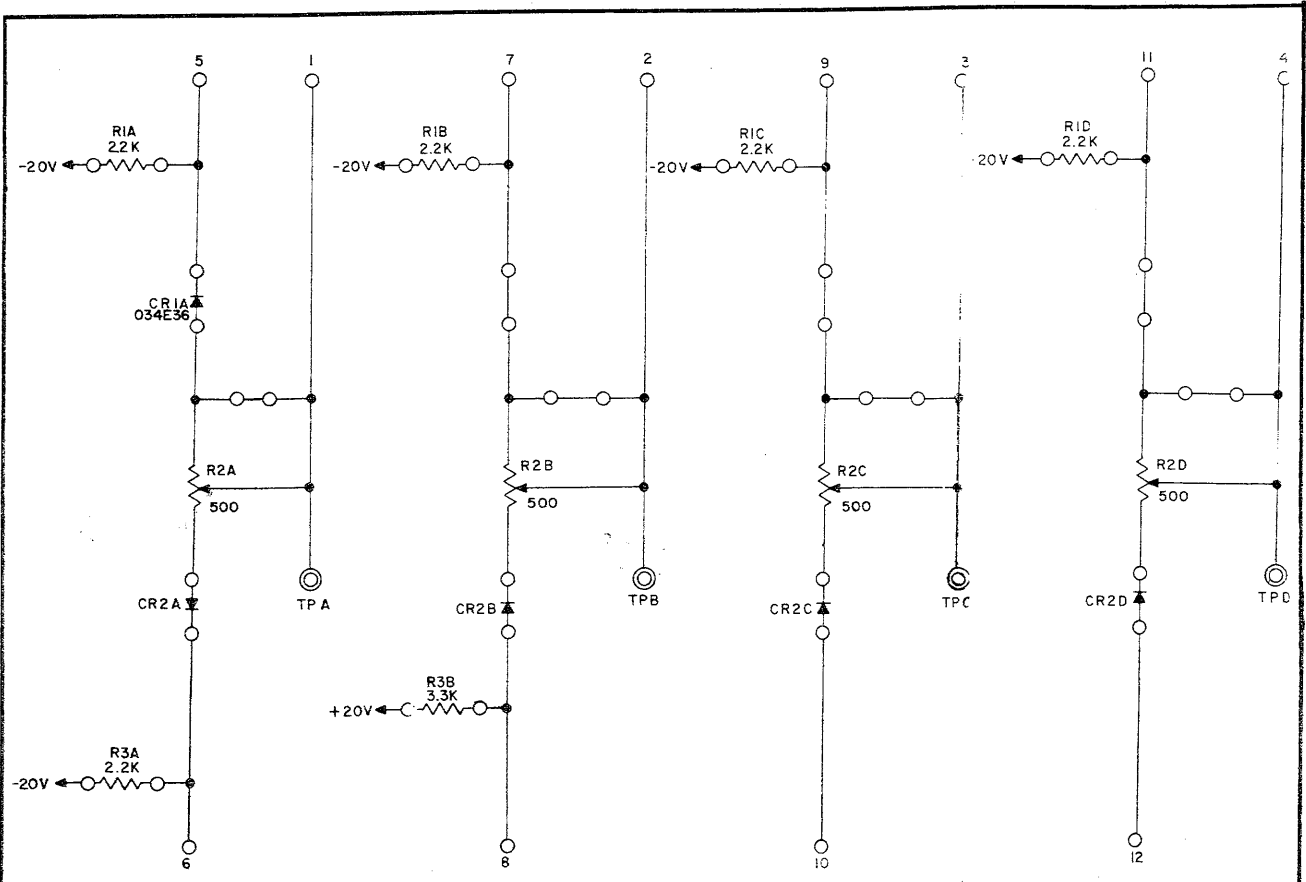 5 1 7 2 9 3 11 4
R1A
2.2K
-20V
R1B
2.2K
-20V
R1C
2.2K
-20V
R1D
2.2K
-20V
CR1A
034E36
R2A
500
R2B
500
R2C
500
R2D
500
CR2A
TPA
CR2B
TPB
CR2C
TPC
CR2D
TPD
R3B
3.3K
+20V
R3A
2.2K
-20V
6 8 10 12